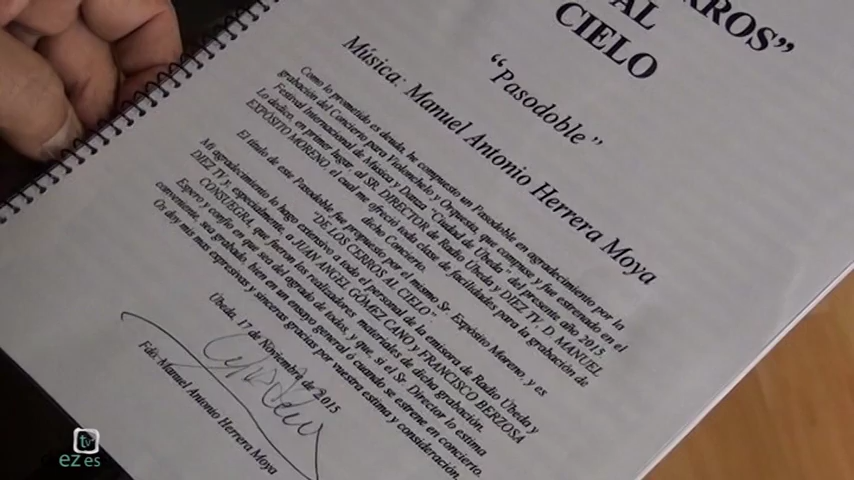 RROS”
AL
CIELO
“Pasodoble”
Música: Manuel Antonio Herrera Moya
Como lo prometido es deuda, he compuesto un Pasodoble en agradecimiento por la
grabación del Concierto para Violonchelo y Orquesta, que compuse y fue estrenado en el
Festival Internacional de Musica y Danza "Ciudad de Úbeda" del presente año 2015.
Lo dedico, en primer lugar al SR. DIRECTOR de Radio Úbeda y DIEZ TV, D. MANUEL
EXPÓSITO MORENO, el cual me ofreció toda clase de facilidades para la grabación de
dicho Concierto.
El titulo de este Pasodoble fue propuesto por el mismo Sr. Expósito Moreno, y es
"DE LOS CERROS AL CIELO".
Mi agradecimiento lo hago extensivo a todo el personal de la emisora de Radio Úbeda y
DIEZ TV y, especialmente, a JUAN ANGEL GÓMEZ CANO y FRANCISCO BERZOSA
CONSUEGRA, que fueron los realizadores materiales de dicha grabación.
Espero y confio en que sea del agrado de todos, y que, si el Sr. Director lo estima
conveniente, sea grabado, bien en un ensayo general ó cuando se estrene en concierto.
Os doy mis mas expresivas y sinceras gracias por vuestra estima y consideración.
Úbeda, 17 de Noviembre de 2015
Fdo: Manuel Antonio Herrera Moya
tv
ez es